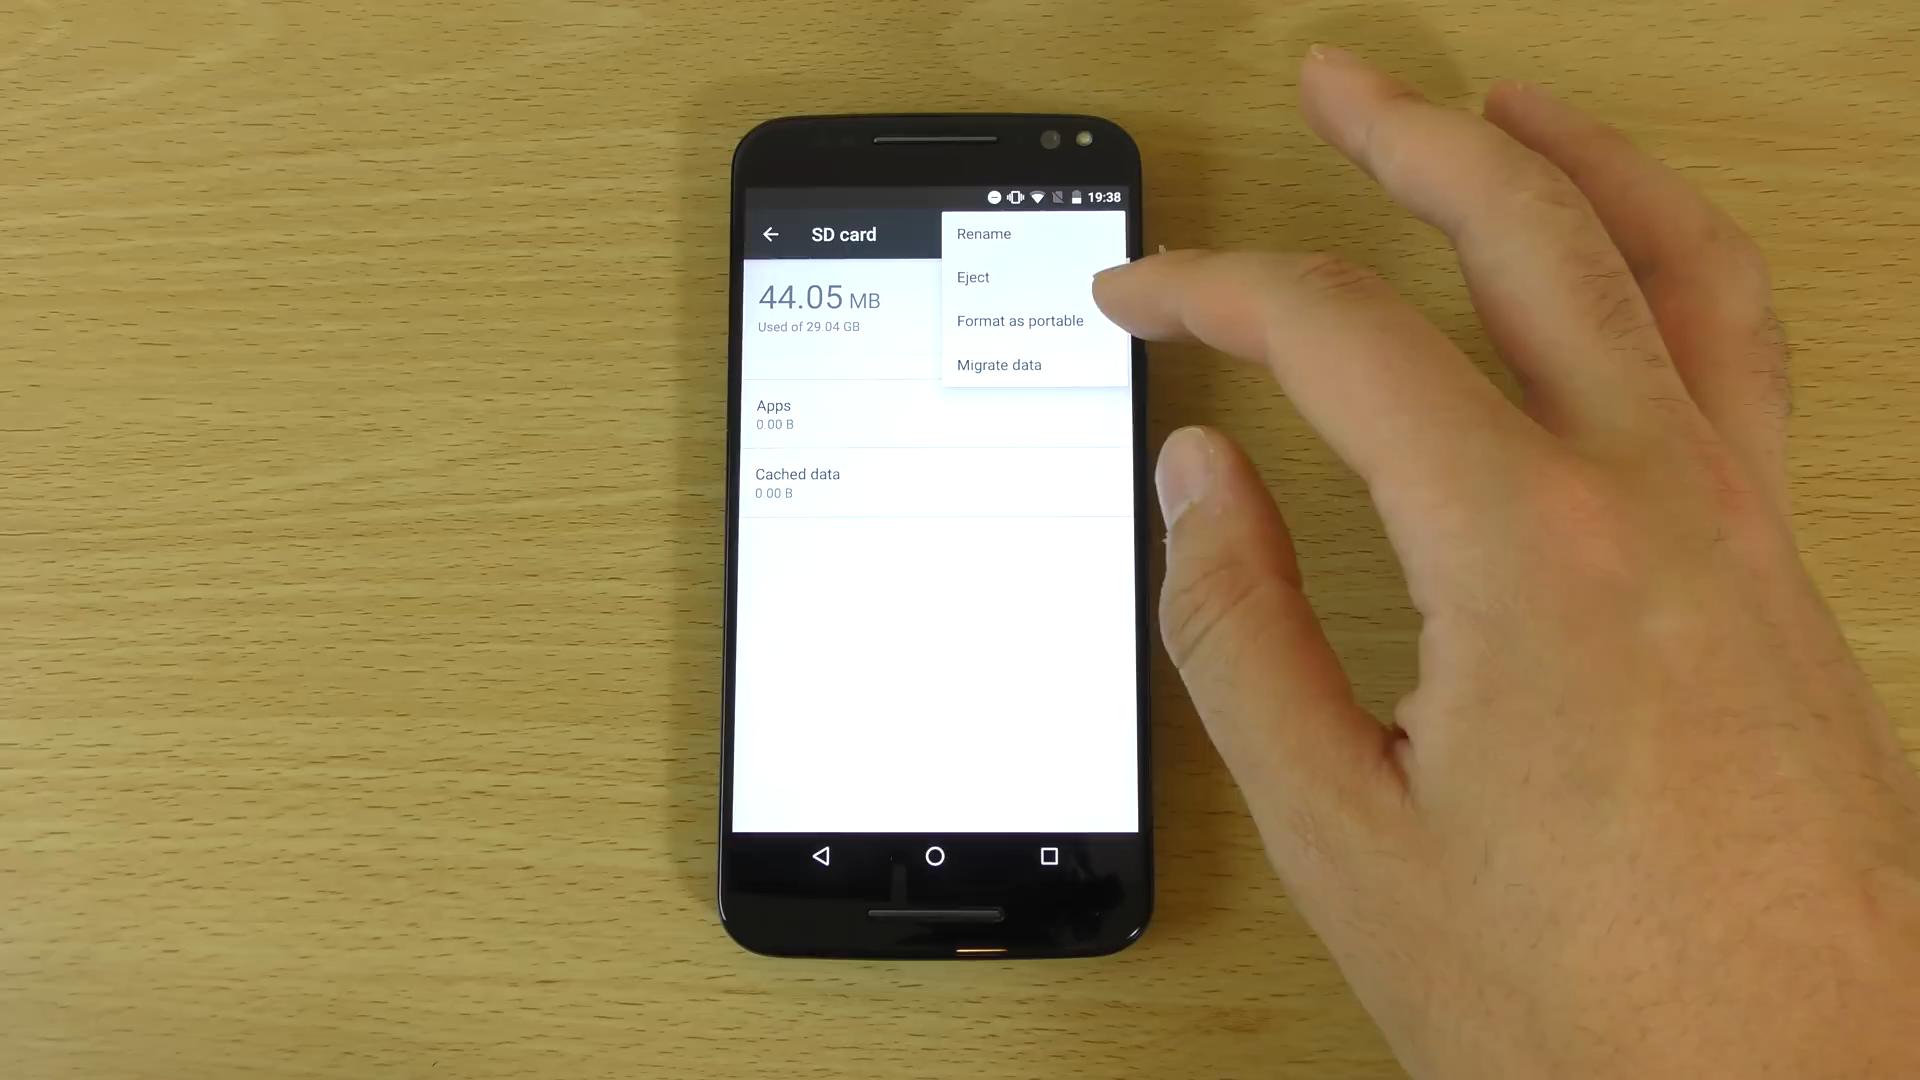 19:38
SD card
Rename
Eject
Format as portable
Migrate data
44.05 MB
Used of 29.04 GB
Apps
0.00 B
Cached data
0.00 B